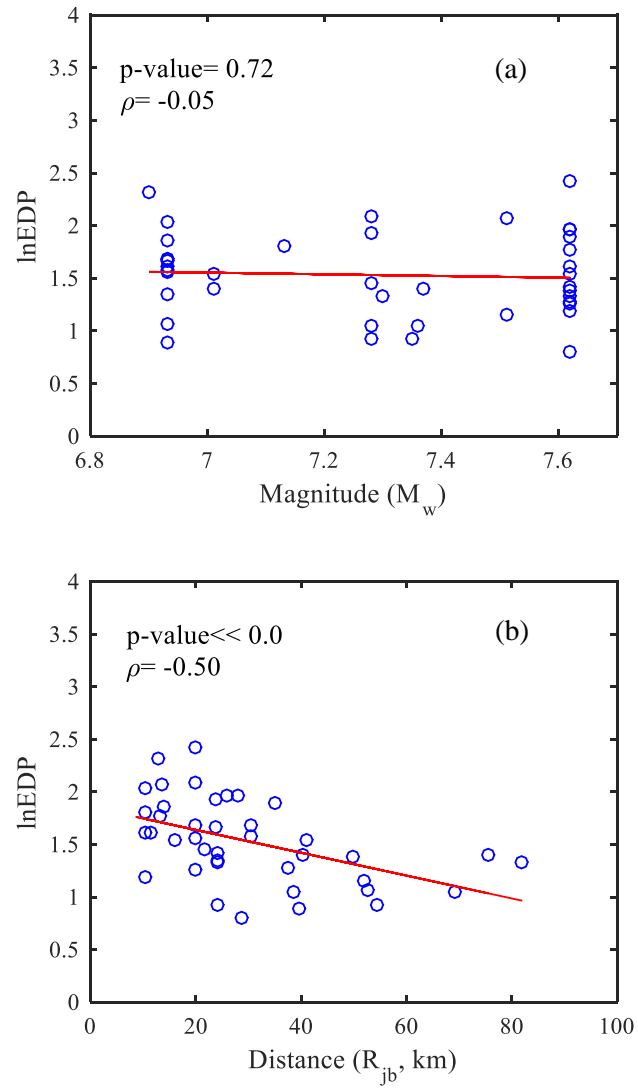 4
3.5
3
2.5
2
1.5
1
0.5
0
p-value= 0.72
ρ= -0.05
(a)
lnEDP
6.8 7 7.2 7.4 7.6
Magnitude (M_w)
4
3.5
3
2.5
2
1.5
1
0.5
0
p-value<< 0.0
ρ= -0.50
(b)
lnEDP
0 20 40 60 80 100
Distance (R_jb, km)